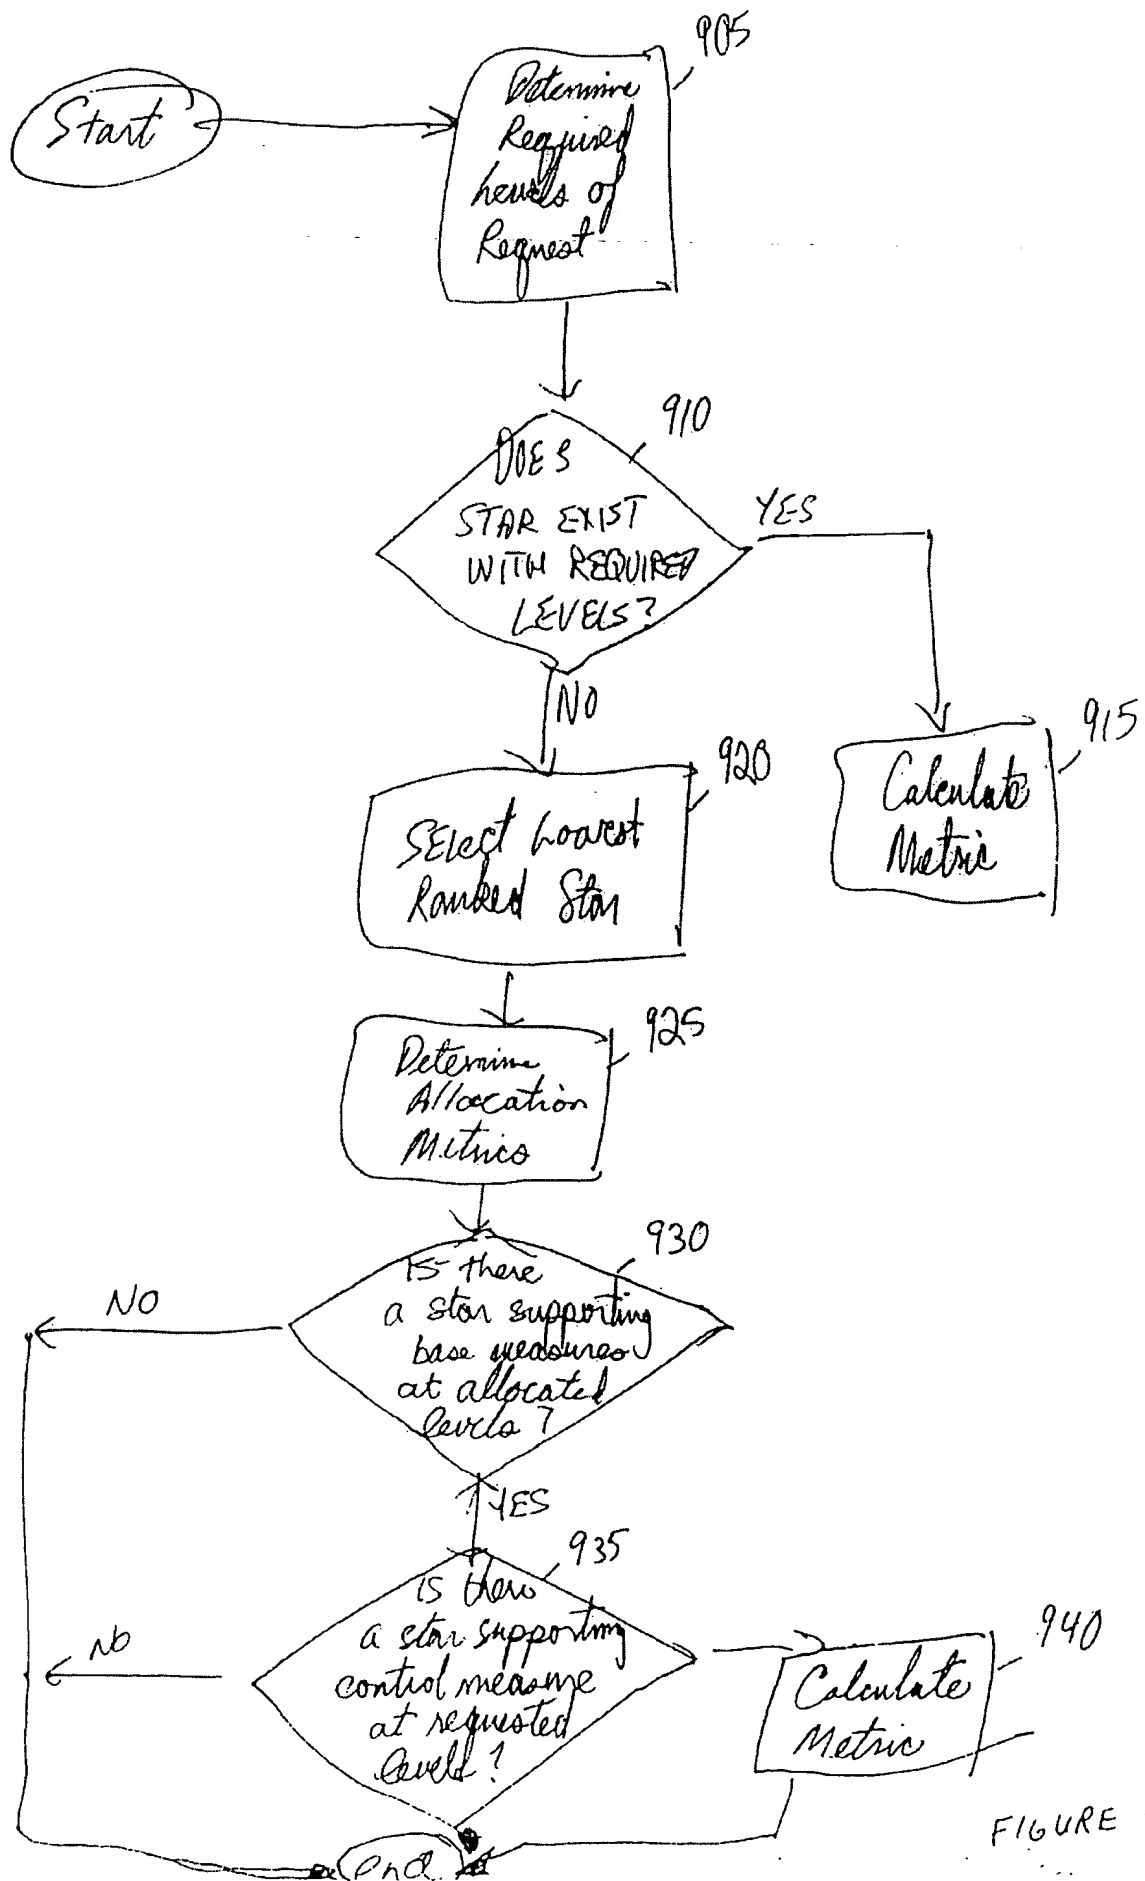 905
Start
Determine
Required
Levels of
Request
910
DOES
STAR EXIST
WITH REQUIRED
LEVELS?
YES
NO
915
Calculate
Metric
920
SElect Lowest
Ranked Star
925
Determine
Allocation
Metrics
930
Is there
a star supporting
base measures
at allocated
levels?
NO
YES
935
is there
a star supporting
control measure
at requested
levels?
No
940
Calculate
Metric
FIGURE
end